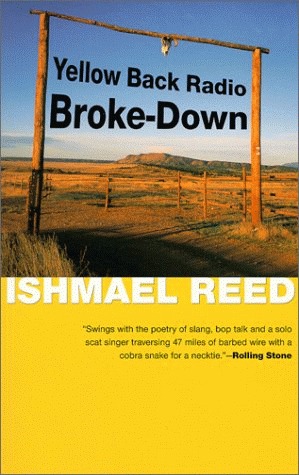 Yellow Back Radio
Broke-Down
ISHMAEL REED
"Swings with the poetry of slang, bop talk and a solo
scat singer traversing 47 miles of barbed wire with a
cobra snake for a necktie."—Rolling Stone